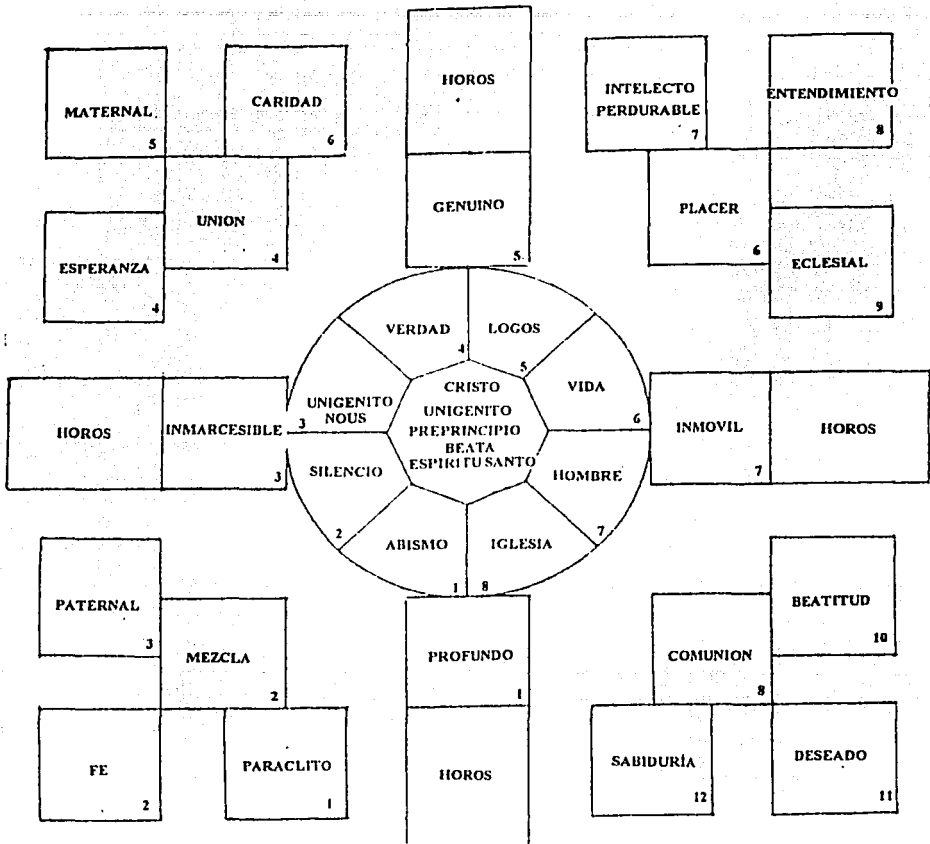 HOROS
GENUINO
5
MATERNAL
5
CARIDAD
6
UNION
4
ESPERANZA
4
INTELECTO
PERDURABLE
7
ENTENDIMIENTO
8
PLACER
6
ECLESIAL
9
HOROS
INMARCESIBLE
3
VERDAD
4
LOGOS
5
UNIGENITO
NOUS
3
VIDA
6
SILENCIO
2
HOMBRE
7
ABISMO
1
IGLESIA
8
CRISTO
UNIGENITO
PREPRINCIPIO
BEATA
ESPIRITU SANTO
INMOVIL
7
HOROS
PATERNAL
3
MEZCLA
2
FE
2
PARACLITO
1
PROFUNDO
1
HOROS
COMUNION
8
BEATITUD
10
SABIDURÍA
12
DESEADO
11